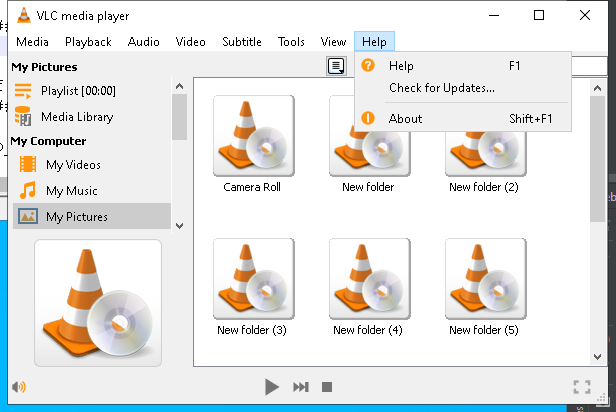 VLC media player
Media Playback Audio Video Subtitle Tools View Help
My Pictures
Playlist [00:00]
Media Library
My Computer
My Videos
My Music
My Pictures
Help F1
Check for Updates...
About Shift+F1
Camera Roll New folder New folder (2)
New folder (3) New folder (4) New folder (5)